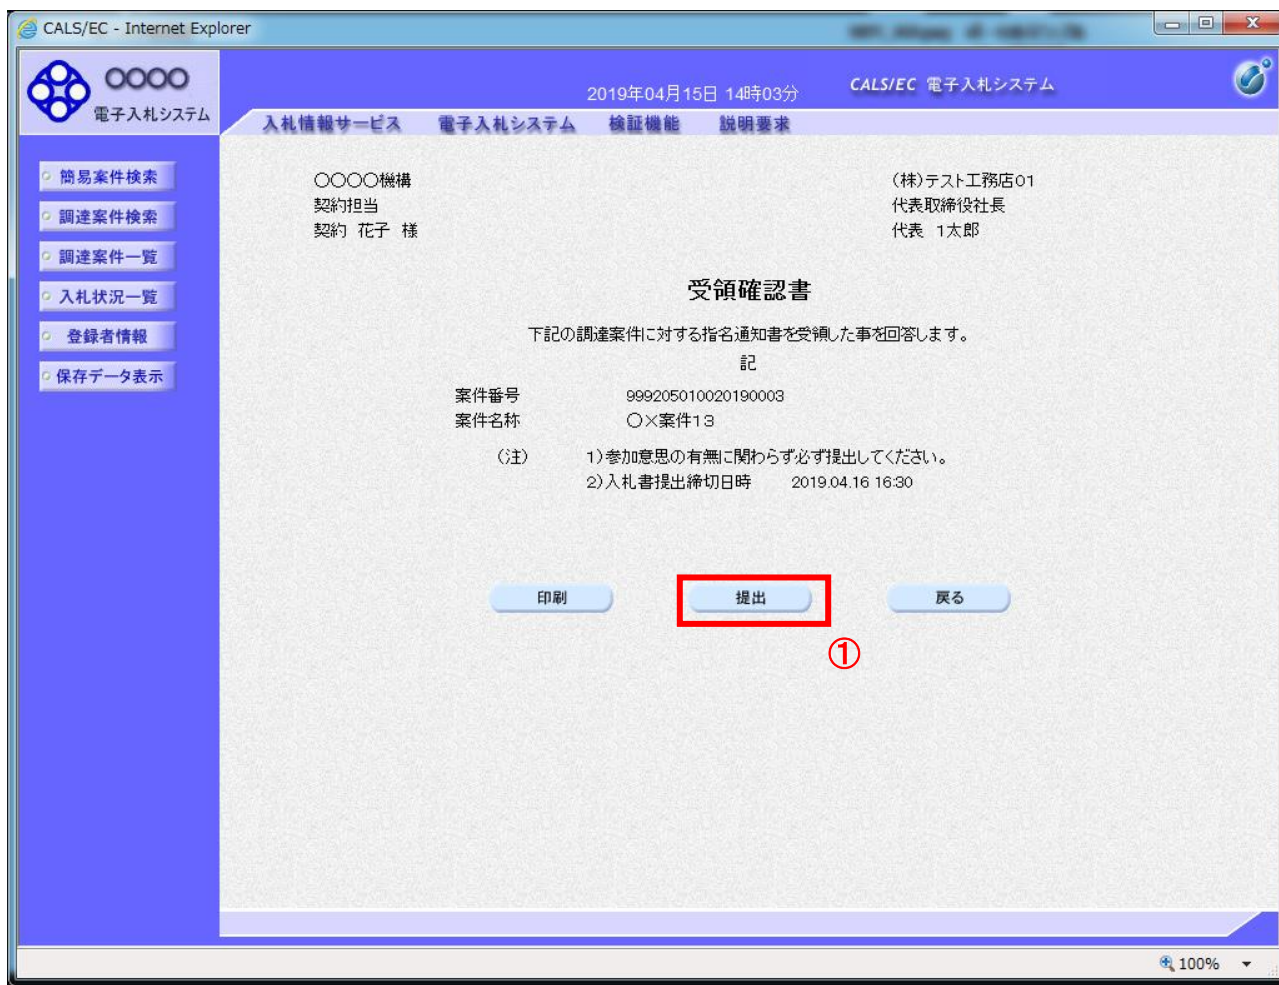 CALS/EC - Internet Explorer
〇〇〇〇
電子入札システム
2019年04月15日 14時03分
CALS/EC 電子入札システム
入札情報サービス 電子入札システム 検証機能 説明要求
簡易案件検索
調達案件検索
調達案件一覧
入札状況一覧
登録者情報
保存データ表示
〇〇〇〇機構
契約担当
契約 花子 様
(株)テスト工務店01
代表取締役社長
代表 1太郎
受領確認書
下記の調達案件に対する指名通知書を受領した事を回答します。
記
案件番号 999205010020190003
案件名称 〇×案件13
(注) 1)参加意思の有無に関わらず必ず提出してください。
2)入札書提出締切日時 2019.04.16 16:30
印刷 提出 戻る
①
100%